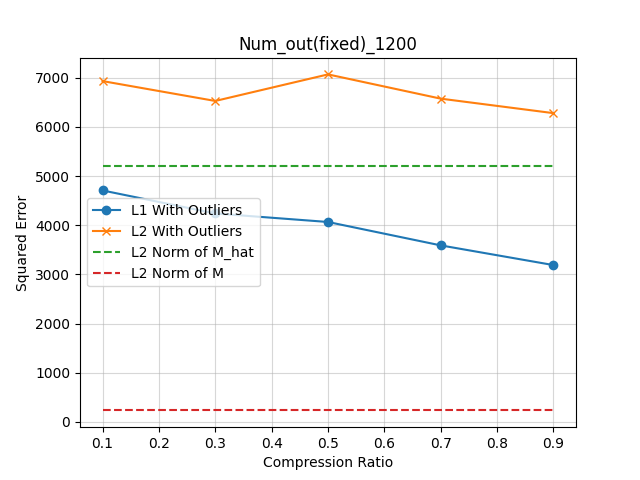 Num_out(fixed)_1200
Squared Error
7000
6000
5000
4000
3000
2000
1000
0
L1 With Outliers
L2 With Outliers
L2 Norm of M_hat
L2 Norm of M
0.1 0.2 0.3 0.4 0.5 0.6 0.7 0.8 0.9
Compression Ratio